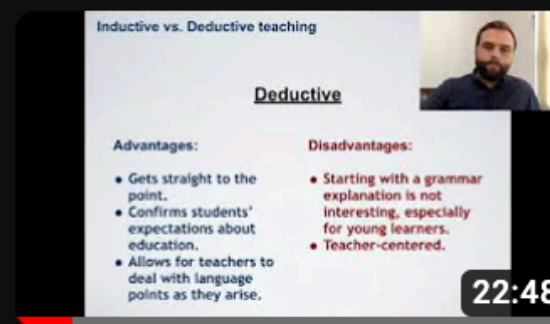 Inductive vs. Deductive teaching
Deductive
Advantages:
• Gets straight to the
point.
• Confirms students'
expectations about
education.
• Allows for teachers to
deal with language
points as they arise.
Disadvantages:
• Starting with a grammar
explanation is not
interesting, especially
for young learners.
• Teacher-centered.
22:48